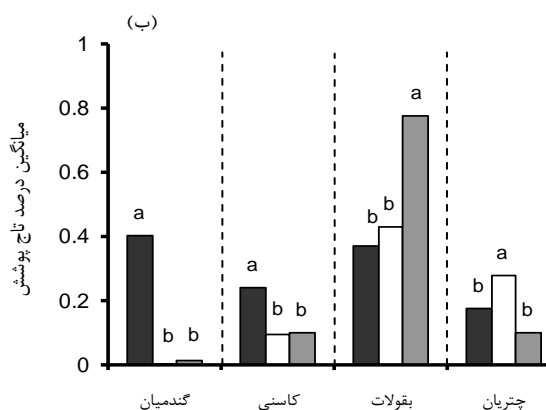 (ب)
میانگین درصد تاج پوشش
1
0.8
0.6
0.4
0.2
0
a
b b
a
b b
b b
a
b
a
b
گندمیان
کاسنی
بقولات
چتریان